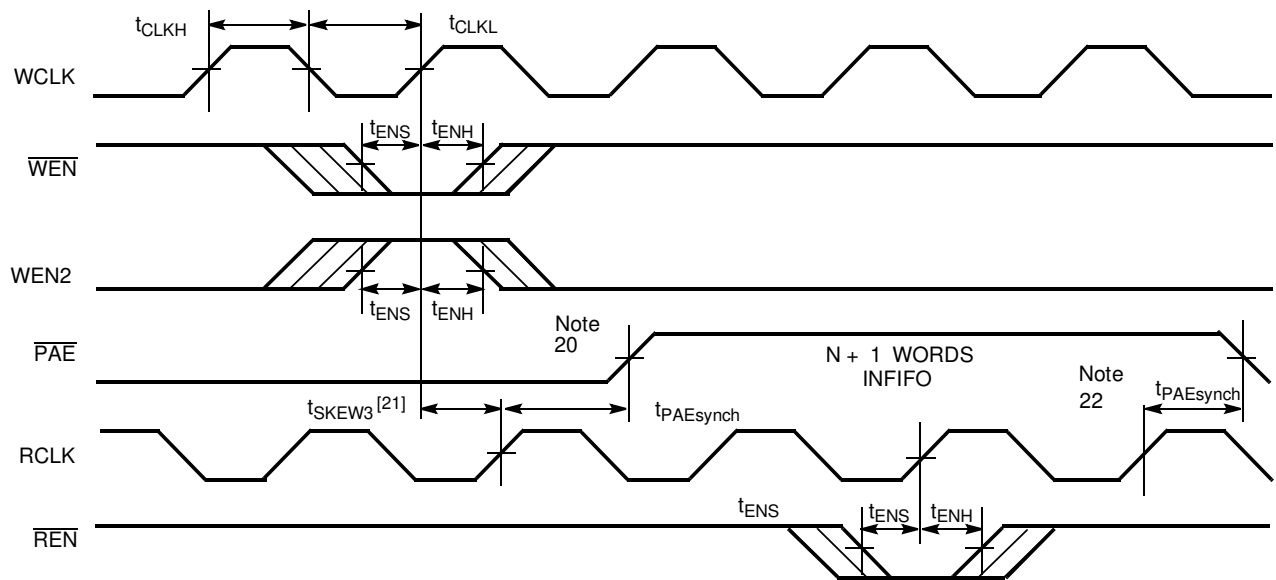 tCLKH
tCLKL
WCLK
tENS
tENH
WEN
WEN2
tENS
tENH
Note
20
PAE
N + 1 WORDS
INFIFO
Note
22
tSKEW3 [21]
tPAEsynch
tPAEsynch
RCLK
tENS
tENS
tENH
REN